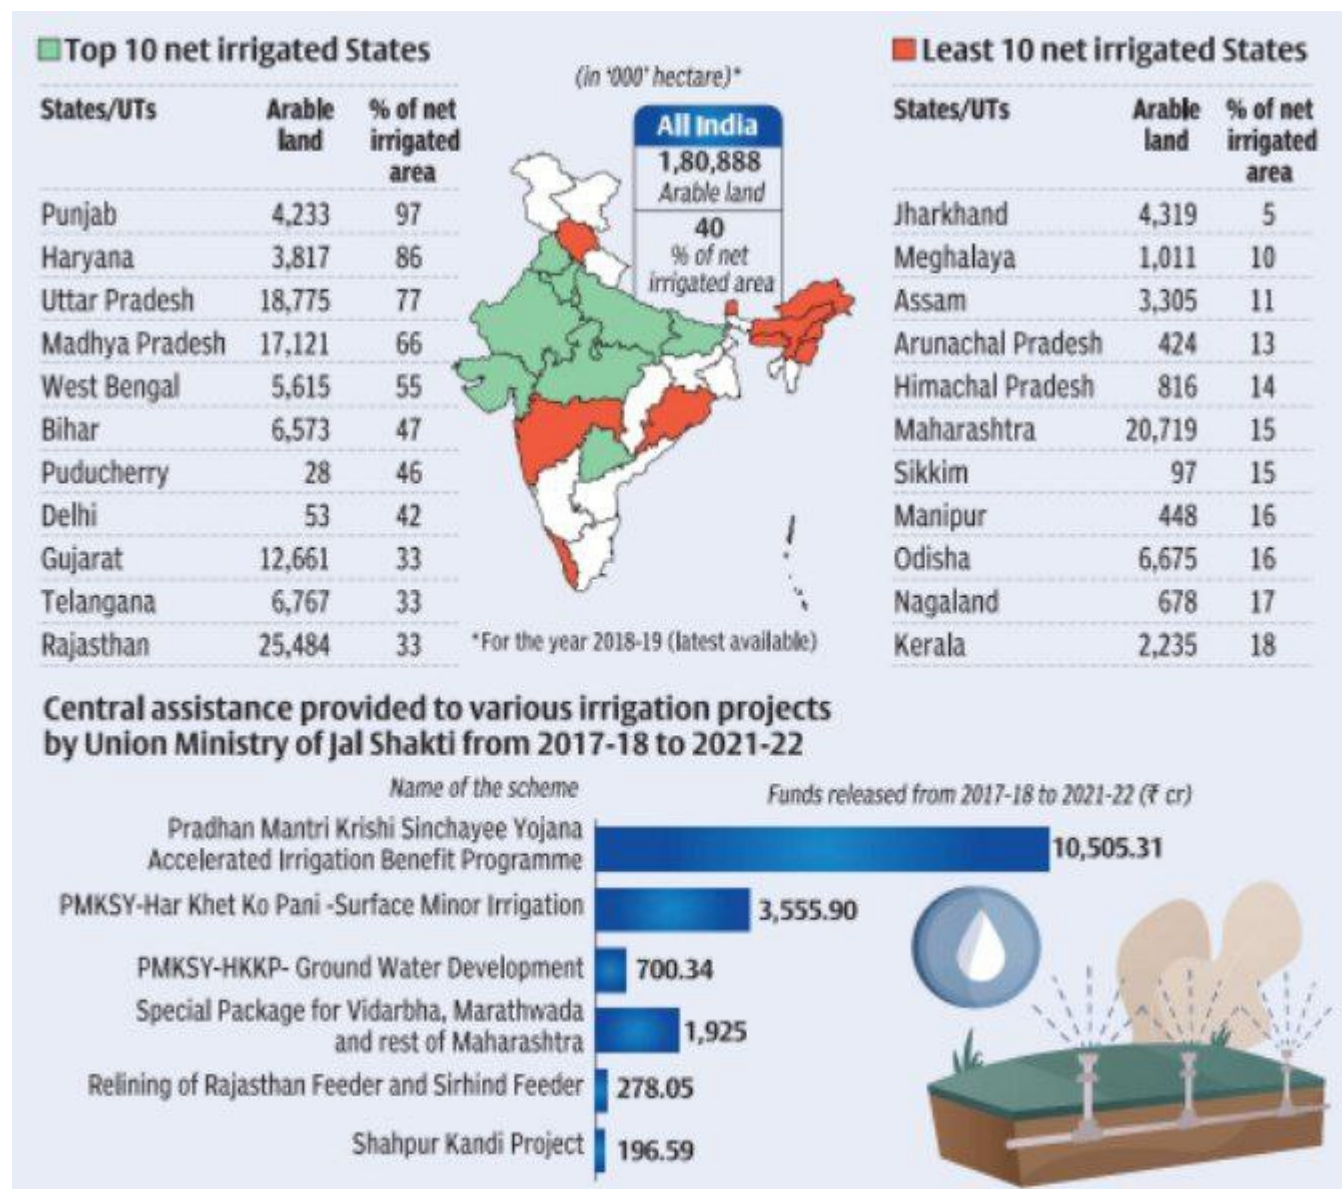 Top 10 net irrigated States
States/UTs Arable land % of net irrigated area
Punjab 4,233 97
Haryana 3,817 86
Uttar Pradesh 18,775 77
Madhya Pradesh 17,121 66
West Bengal 5,615 55
Bihar 6,573 47
Puducherry 28 46
Delhi 53 42
Gujarat 12,661 33
Telangana 6,767 33
Rajasthan 25,484 33
(in '000' hectare)*
All India
1,80,888
Arable land
40
% of net
irrigated area
*For the year 2018-19 (latest available)
Least 10 net irrigated States
States/UTs Arable land % of net irrigated area
Jharkhand 4,319 5
Meghalaya 1,011 10
Assam 3,305 11
Arunachal Pradesh 424 13
Himachal Pradesh 816 14
Maharashtra 20,719 15
Sikkim 97 15
Manipur 448 16
Odisha 6,675 16
Nagaland 678 17
Kerala 2,235 18
Central assistance provided to various irrigation projects
by Union Ministry of Jal Shakti from 2017-18 to 2021-22
Name of the scheme Funds released from 2017-18 to 2021-22 (₹ cr)
Pradhan Mantri Krishi Sinchayee Yojana
Accelerated Irrigation Benefit Programme 10,505.31
PMKSY-Har Khet Ko Pani -Surface Minor Irrigation 3,555.90
PMKSY-HKKP- Ground Water Development 700.34
Special Package for Vidarbha, Marathwada
and rest of Maharashtra 1,925
Relining of Rajasthan Feeder and Sirhind Feeder 278.05
Shahpur Kandi Project 196.59